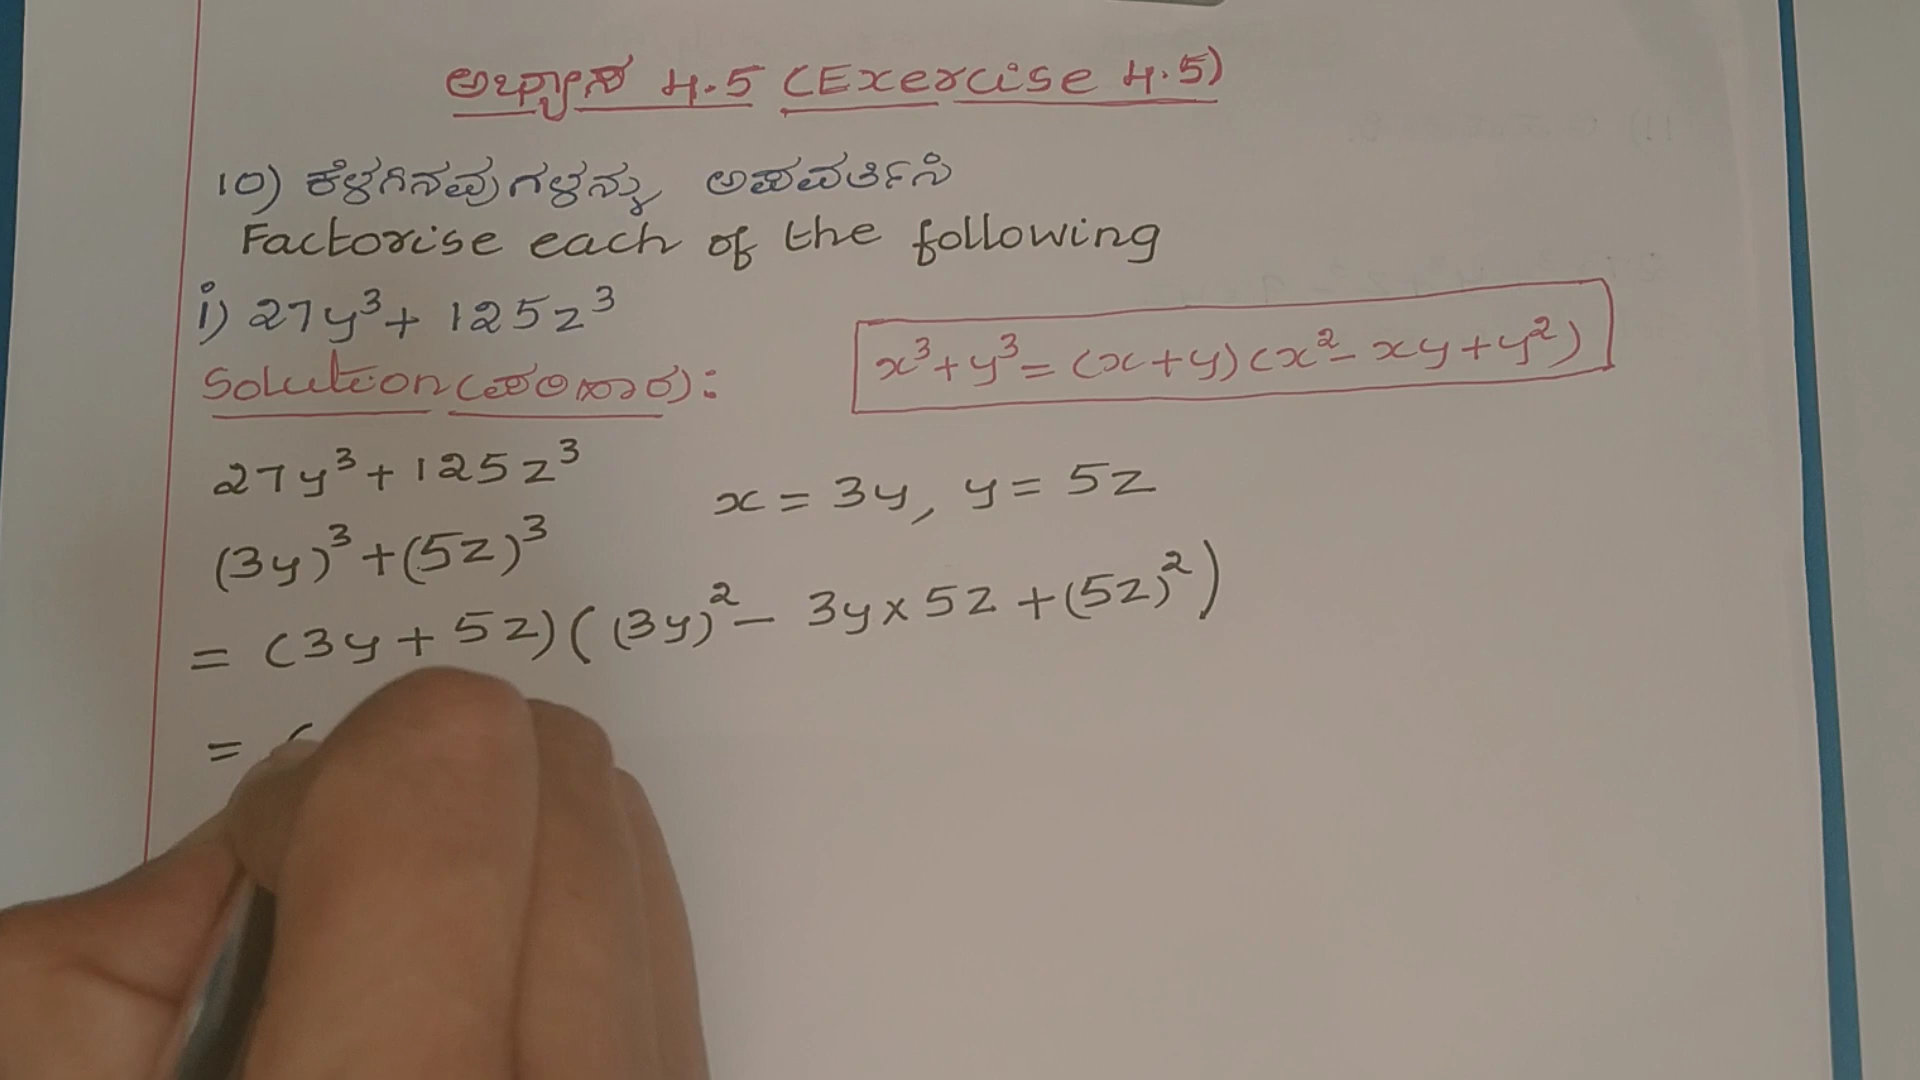 ಅಭ್ಯಾಸ 4.5 (Exercise 4.5)
10) ಕೆಳಗಿನವುಗಳನ್ನು ಅಪವರ್ತಿಸಿ
Factorise each of the following
i) 27y³ + 125z³
x³ + y³ = (x+y)(x² - xy + y²)
Solution (ಪರಿಹಾರ):
27y³ + 125z³
x = 3y, y = 5z
(3y)³ + (5z)³
= (3y + 5z)((3y)² - 3y x 5z + (5z)²)
= (